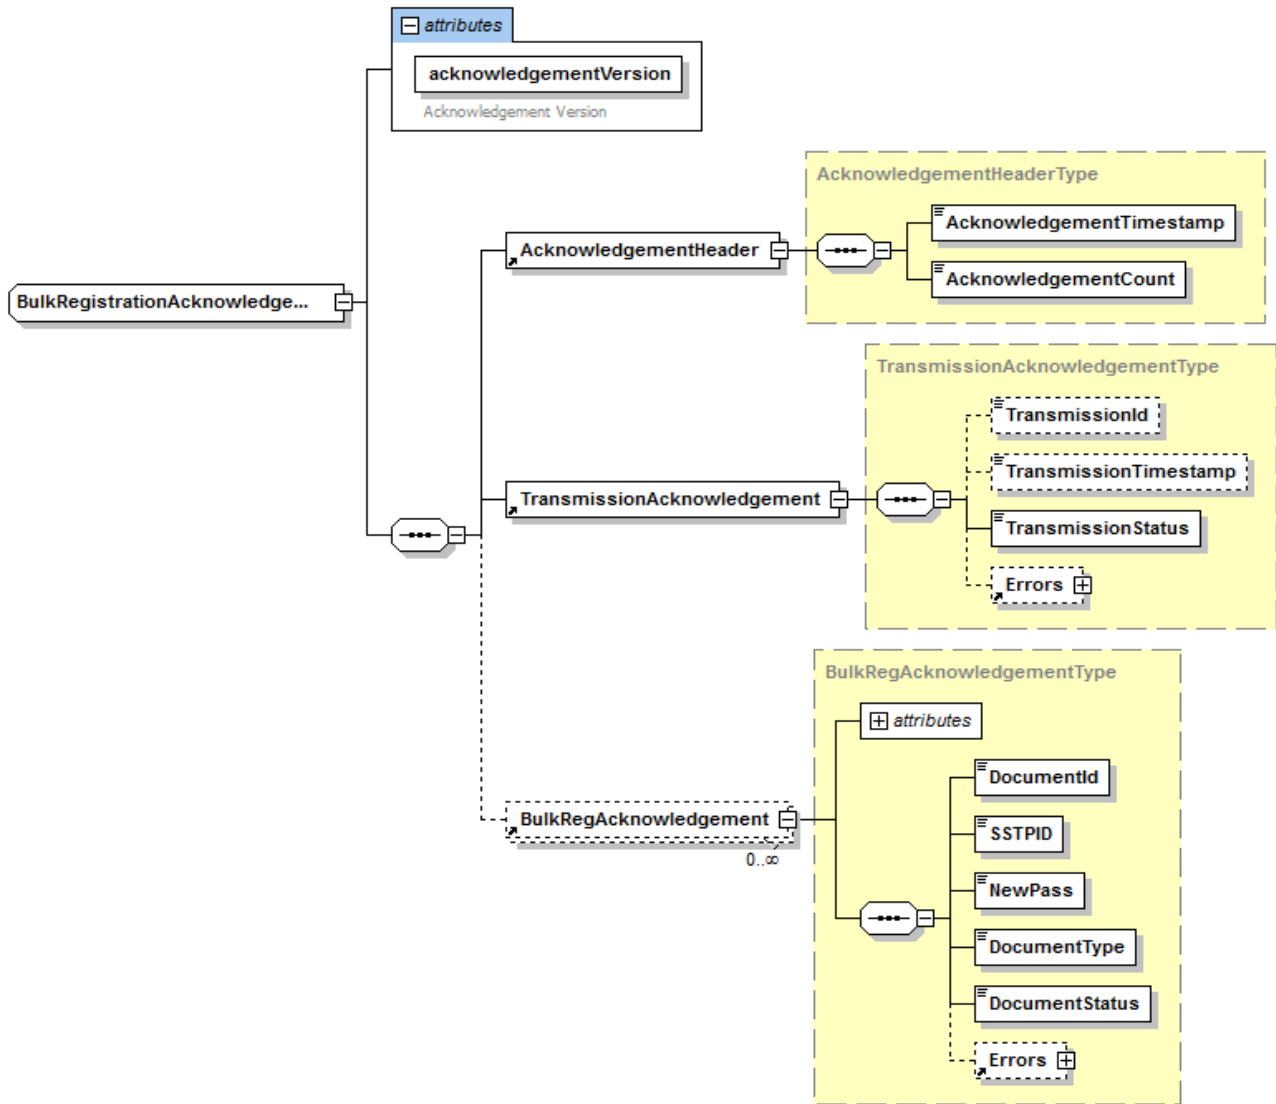 attributes
acknowledgementVersion
Acknowledgement Version
AcknowledgementHeaderType
AcknowledgementTimestamp
AcknowledgementHeader
AcknowledgementCount
BulkRegistrationAcknowledge...
TransmissionAcknowledgementType
TransmissionId
TransmissionTimestamp
TransmissionAcknowledgement
TransmissionStatus
Errors
BulkRegAcknowledgementType
attributes
DocumentId
BulkRegAcknowledgement
0..∞
SSTPID
NewPass
DocumentType
DocumentStatus
Errors